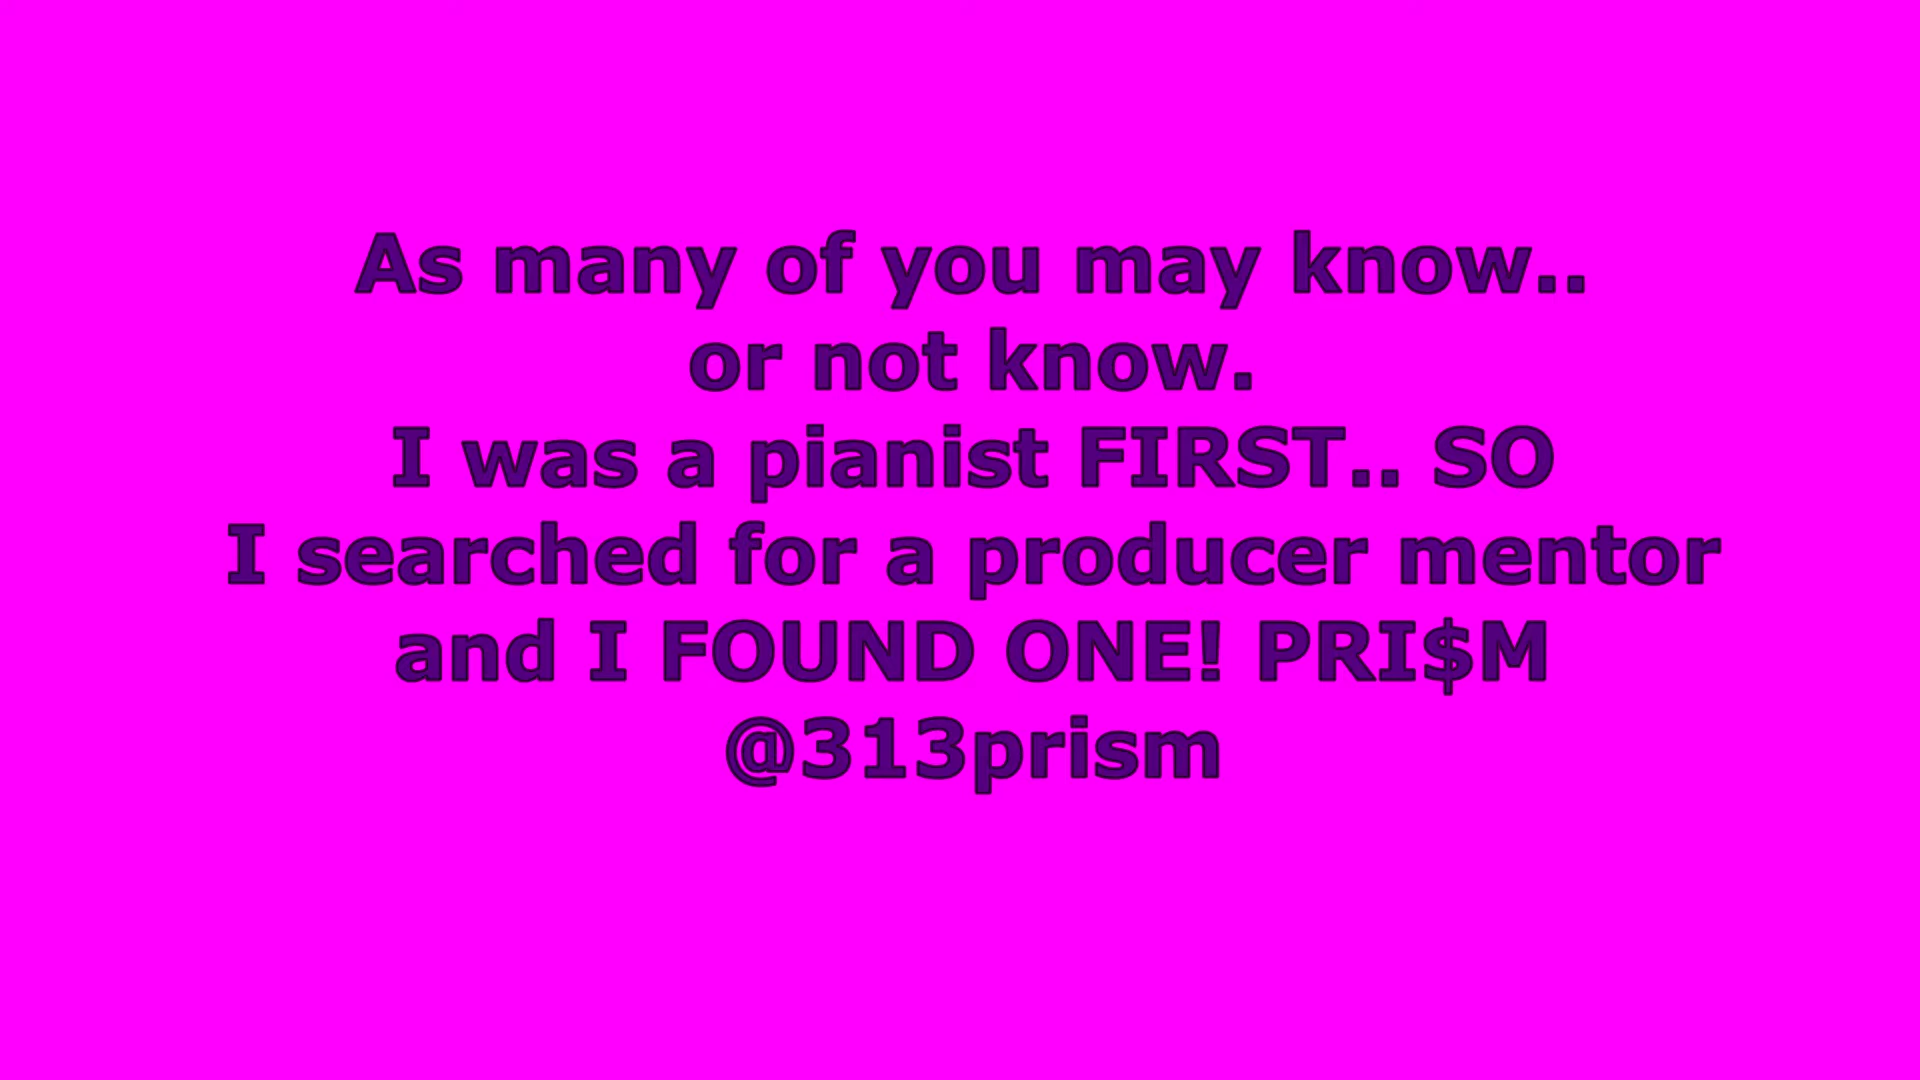 As many of you may know..
or not know.
I was a pianist FIRST.. SO
I searched for a producer mentor
and I FOUND ONE! PRI$M
@313prism